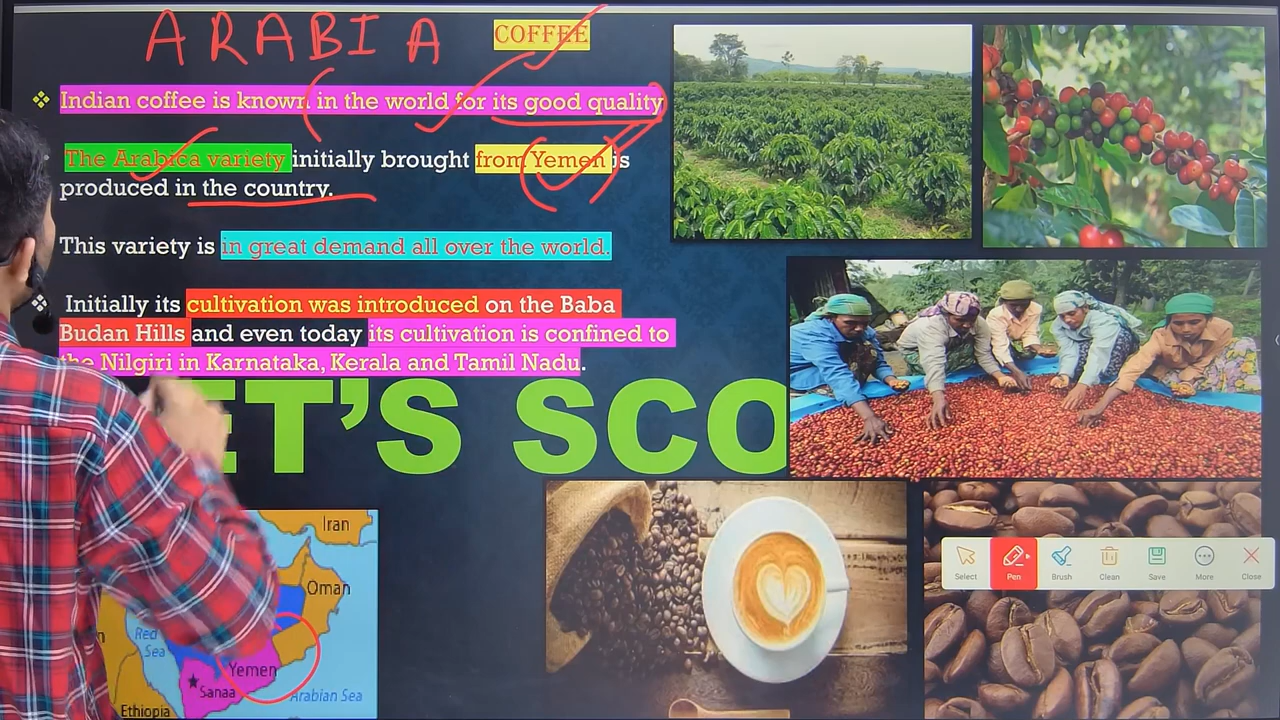 ARABIA
COFFEE
Indian coffee is known in the world for its good quality
The Arabica variety initially brought from Yemen is
produced in the country.
This variety is in great demand all over the world.
Initially its cultivation was introduced on the Baba
Budan Hills and even today its cultivation is confined to
the Nilgiri in Karnataka, Kerala and Tamil Nadu.
ET'S SCO
Iran
Oman
Red
Sea
Yemen
Sanaa
Arabian Sea
Ethiopia
Select
Pen
Brush
Clean
Save
More
Close